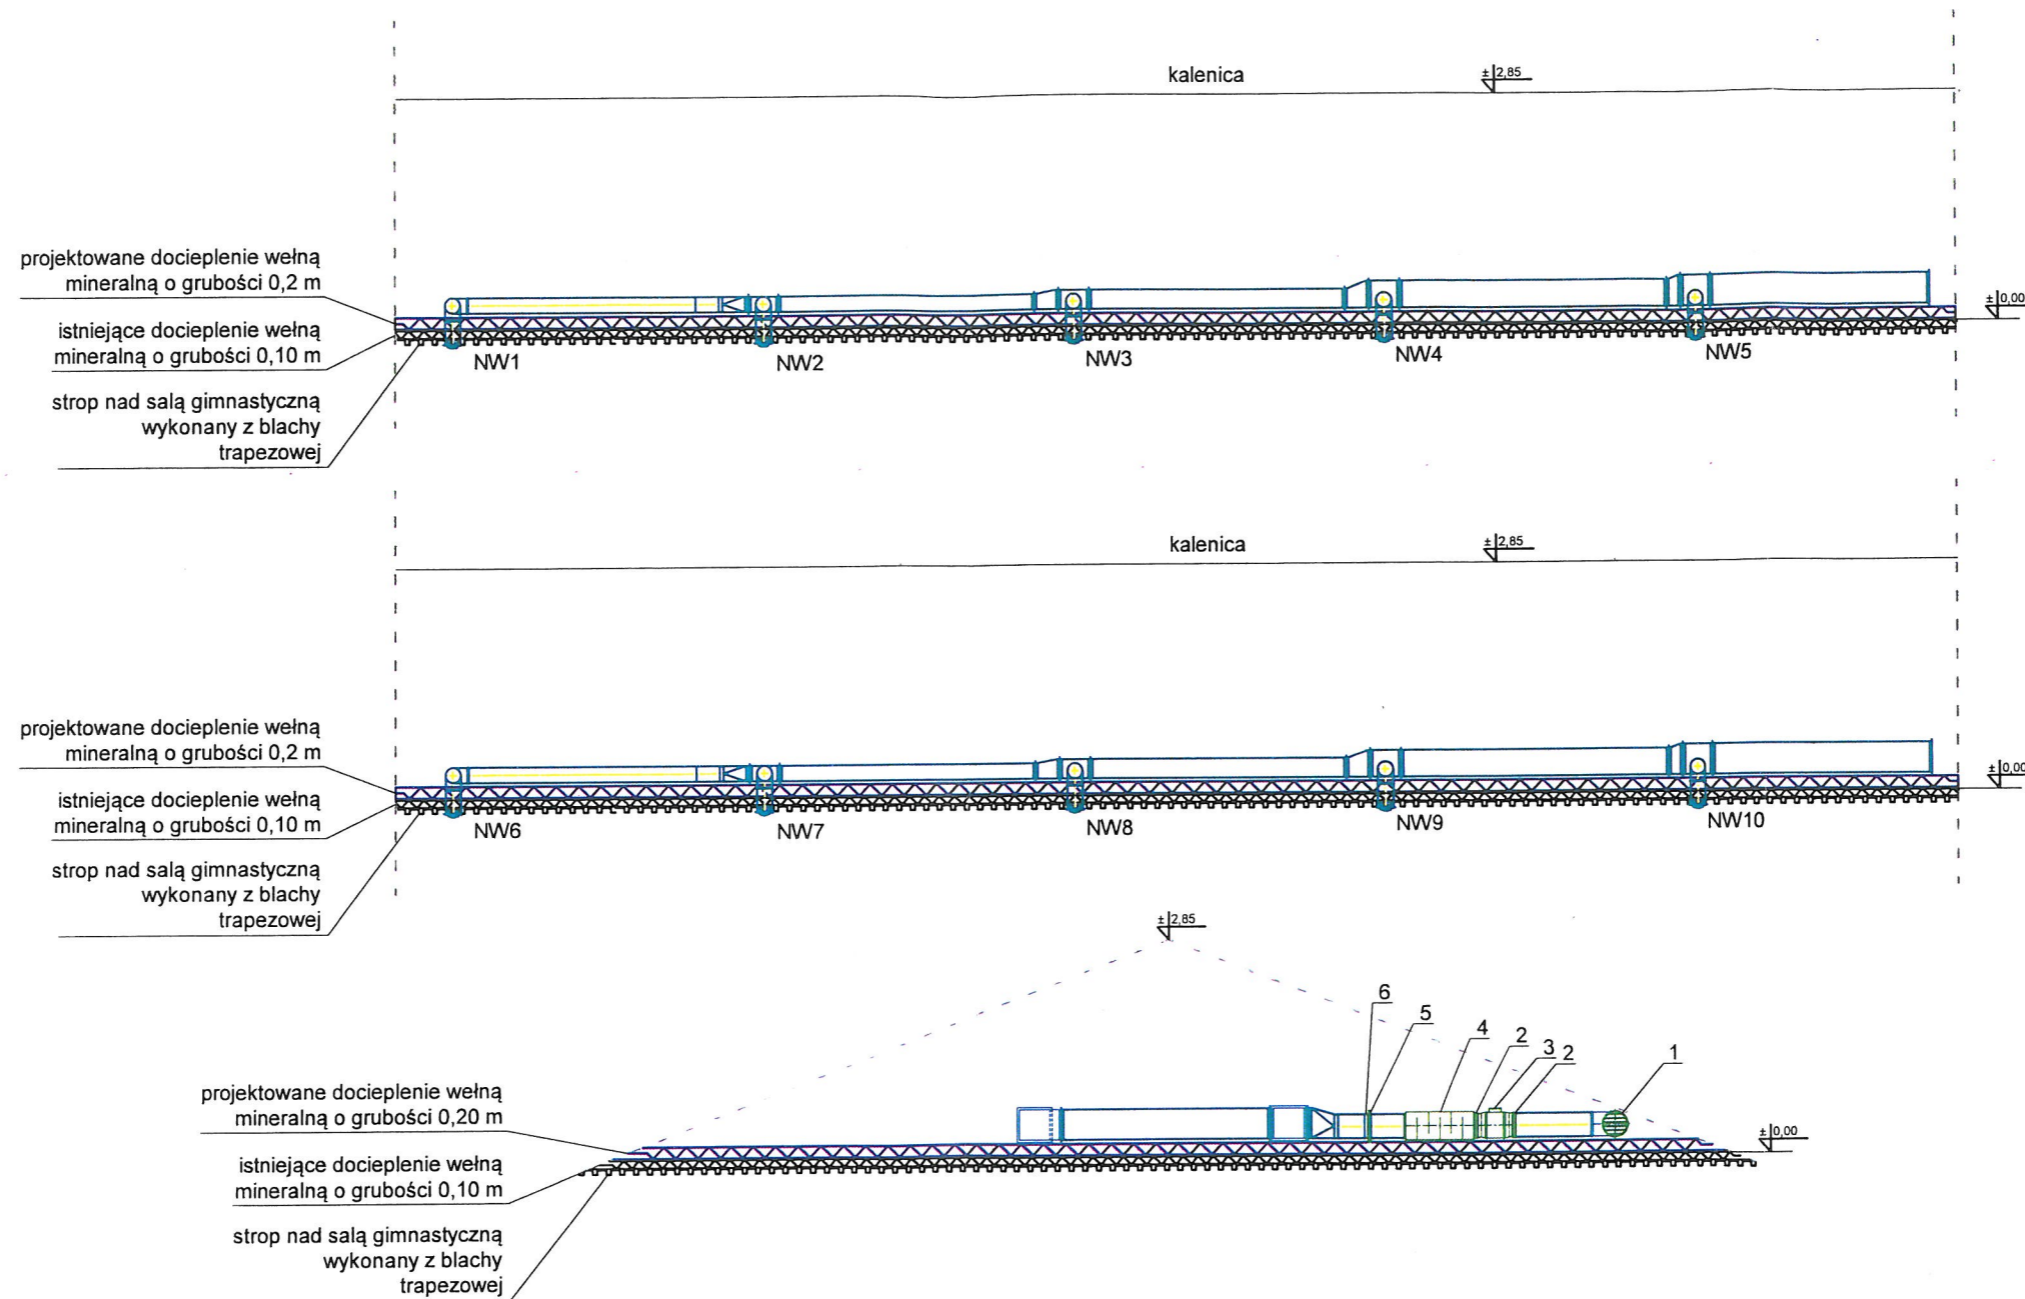 kalenica
± 2,85
projektowane docieplenie wełną
mineralną o grubości 0,2 m
± 0,00
istniejące docieplenie wełną
mineralną o grubości 0,10 m
NW1
NW2
NW3
NW4
NW5
strop nad salą gimnastyczną
wykonany z blachy
trapezowej
kalenica
± 2,85
projektowane docieplenie wełną
mineralną o grubości 0,2 m
± 0,00
istniejące docieplenie wełną
mineralną o grubości 0,10 m
NW6
NW7
NW8
NW9
NW10
strop nad salą gimnastyczną
wykonany z blachy
trapezowej
± 2,85
6
5
4
2
3
2
1
projektowane docieplenie wełną
mineralną o grubości 0,20 m
± 0,00
istniejące docieplenie wełną
mineralną o grubości 0,10 m
strop nad salą gimnastyczną
wykonany z blachy
trapezowej